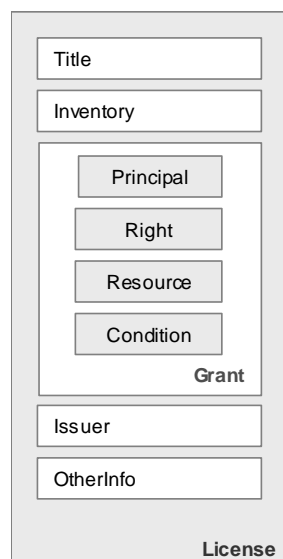 Title
Inventory
Principal
Right
Resource
Condition
Grant
Issuer
OtherInfo
License